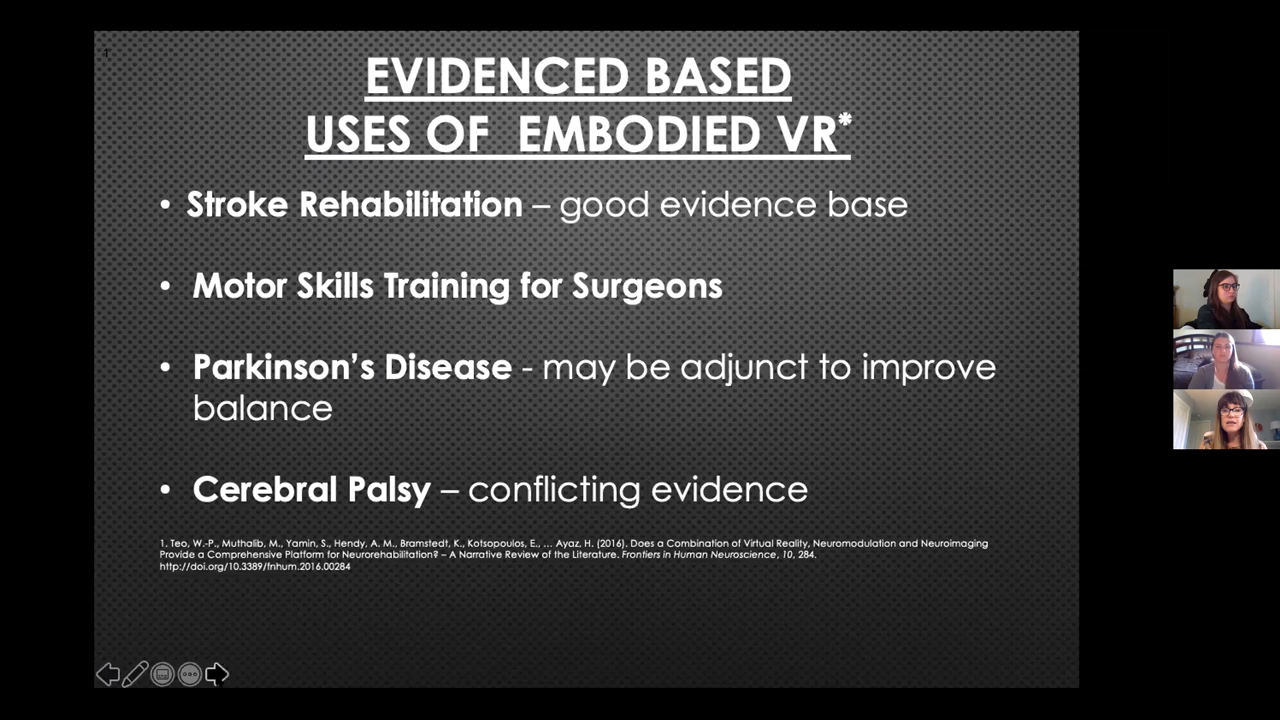 1
EVIDENCED BASED
USES OF EMBODIED VR*
• Stroke Rehabilitation – good evidence base
• Motor Skills Training for Surgeons
• Parkinson’s Disease - may be adjunct to improve
balance
• Cerebral Palsy – conflicting evidence
1. Teo, W.-P., Muthalib, M., Yamin, S., Hendy, A. M., Bramstedt, K., Kotsopoulos, E., … Ayaz, H. (2016). Does a Combination of Virtual Reality, Neuromodulation and Neuroimaging
Provide a Comprehensive Platform for Neurorehabilitation? – A Narrative Review of the Literature. Frontiers in Human Neuroscience, 10, 284.
http://doi.org/10.3389/fnhum.2016.00284